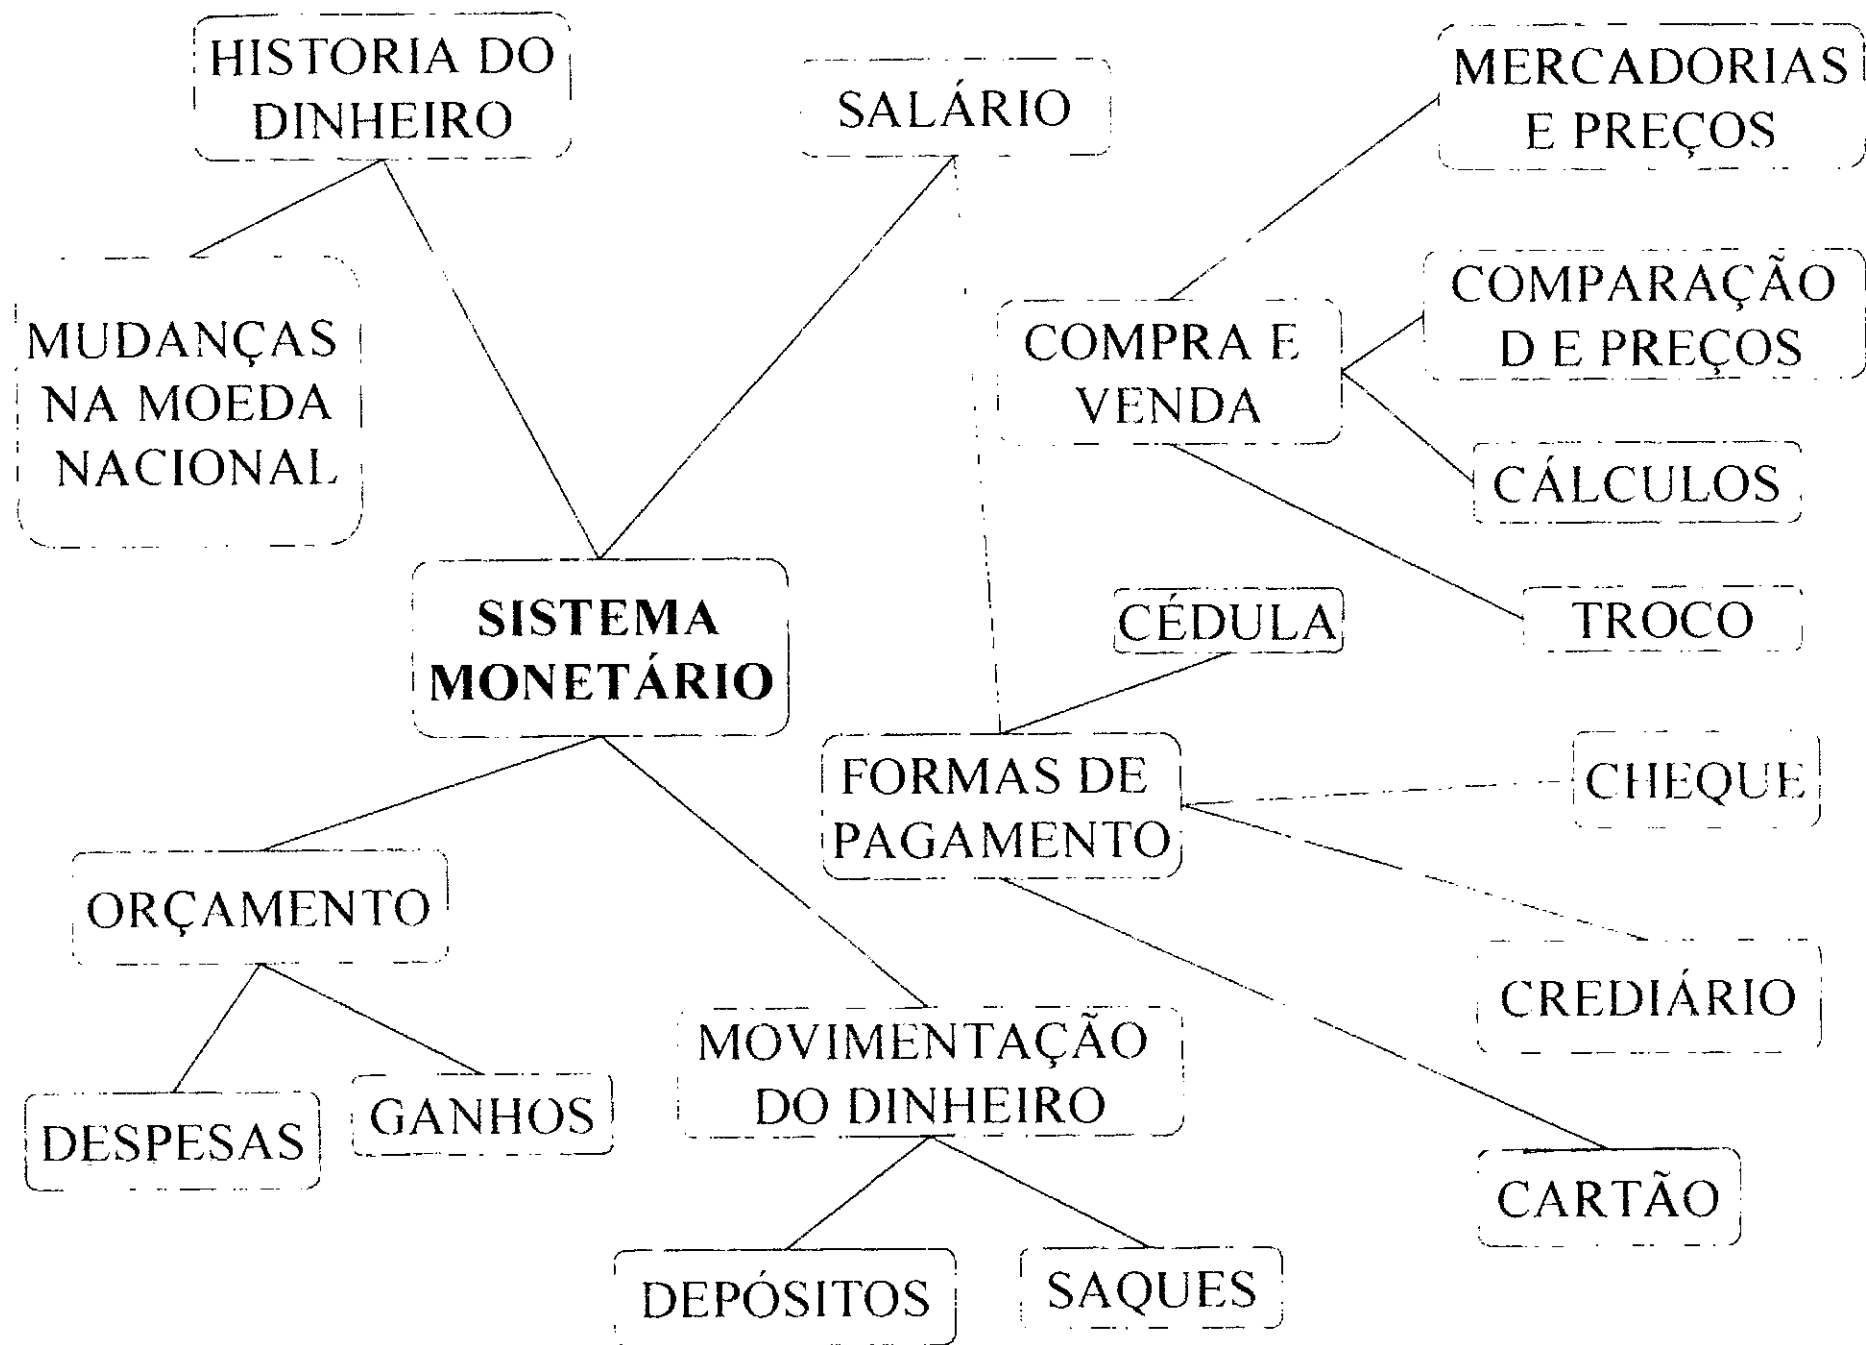 HISTORIA DO
DINHEIRO
SALÁRIO
MERCADORIAS
E PREÇOS
MUDANÇAS
NA MOEDA
NACIONAL
COMPRA E
VENDA
COMPARAÇÃO
D E PREÇOS
CÁLCULOS
TROCO
SISTEMA
MONETÁRIO
CÉDULA
FORMAS DE
PAGAMENTO
CHEQUE
CREDIÁRIO
CARTÃO
ORÇAMENTO
DESPESAS
GANHOS
MOVIMENTAÇÃO
DO DINHEIRO
DEPÓSITOS
SAQUES